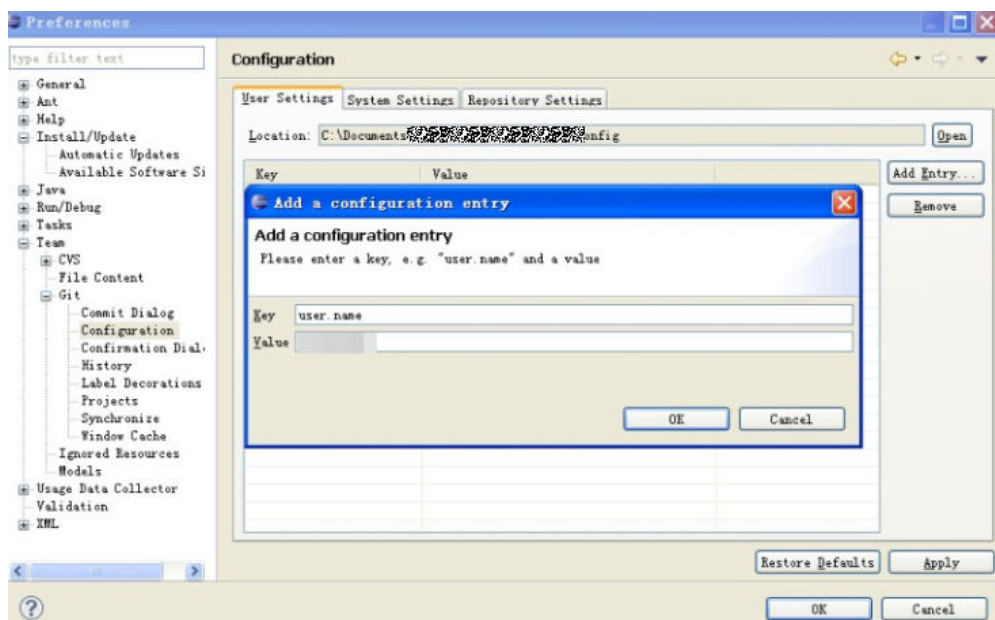 Preferences
type filter text
General
Ant
Help
Install/Update
Automatic Updates
Available Software Si
Java
Run/Debug
Tasks
Team
CVS
File Content
Git
Commit Dialog
Configuration
Confirmation Dial
History
Label Decorations
Projects
Synchronize
Window Cache
Ignored Resources
Models
Usage Data Collector
Validation
XML
Configuration
User Settings System Settings Repository Settings
Location: C:\Documents onfig Open
Key Value Add Entry...
Remove
Add a configuration entry
Add a configuration entry
Please enter a key, e.g. "user.name" and a value
Key user.name
Value
OK Cancel
Restore Defaults Apply
OK Cancel